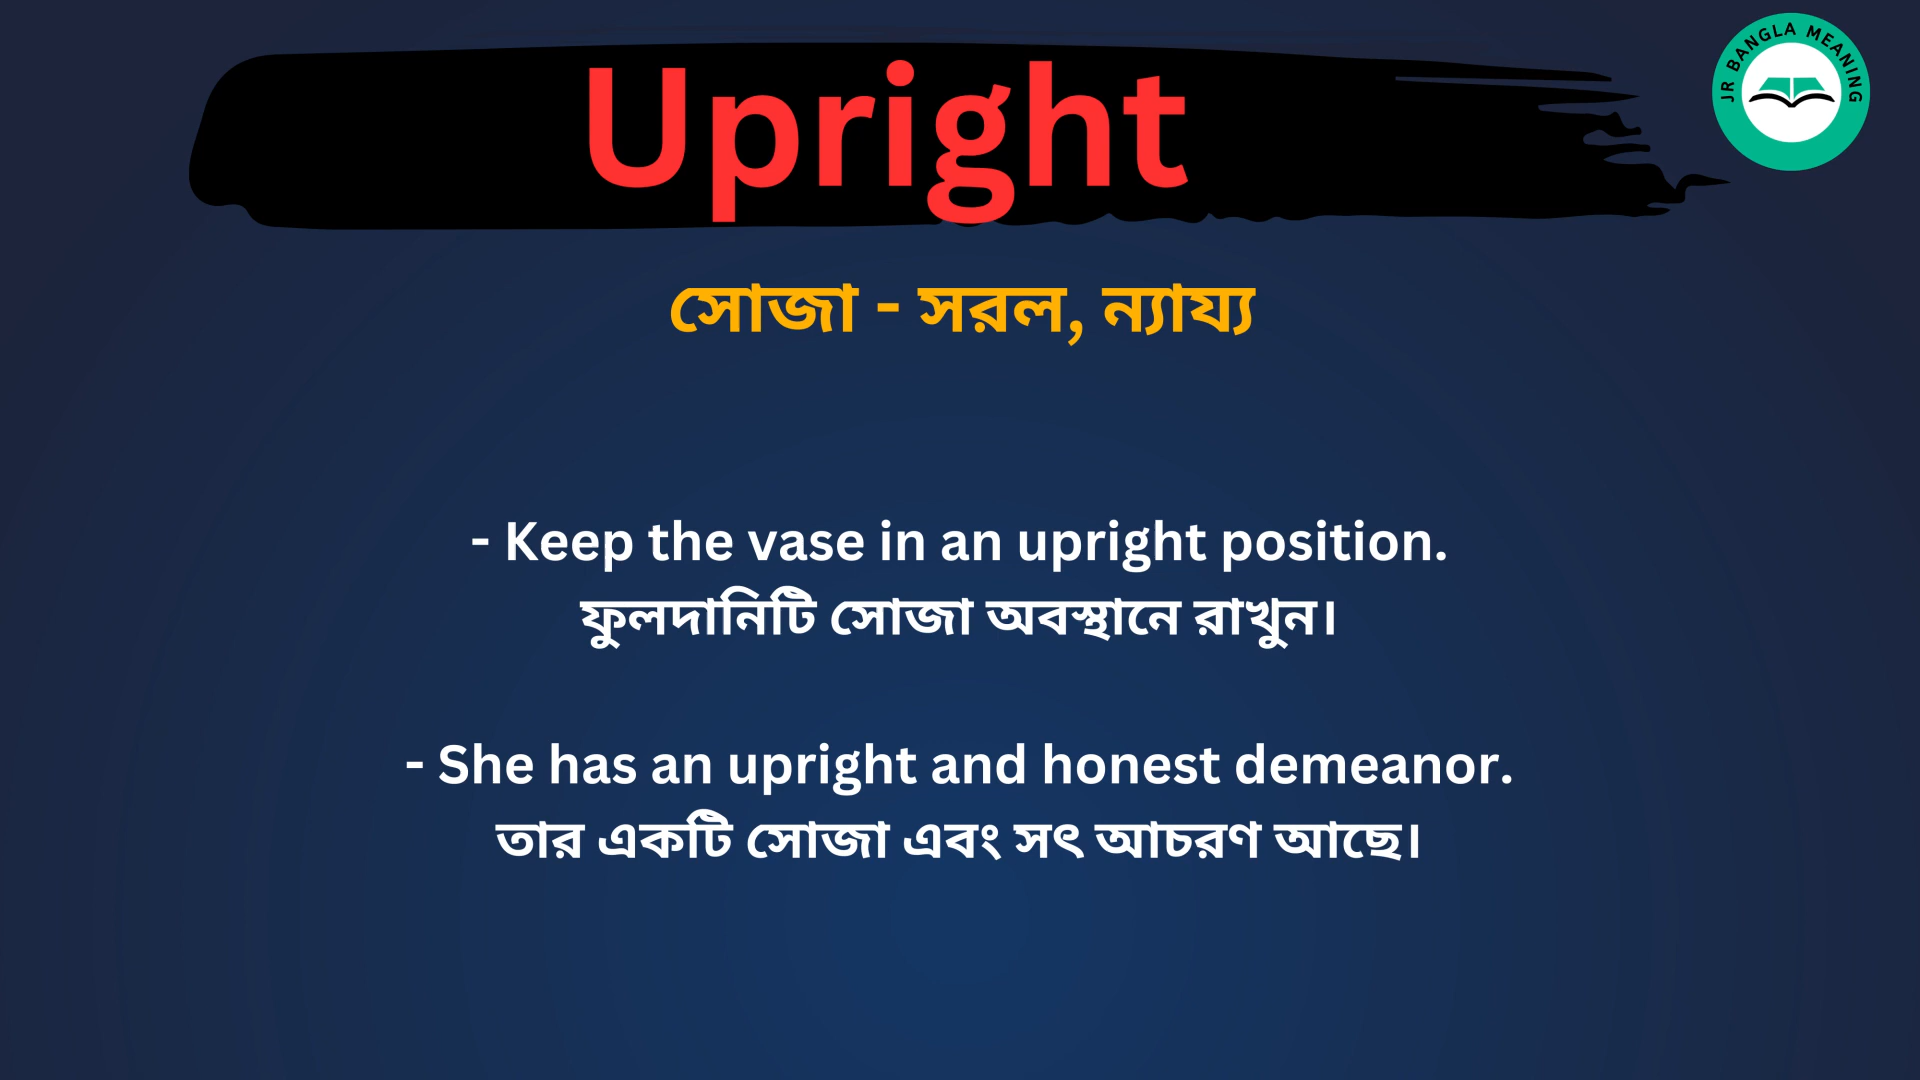 JR BANGLA MEANING
Upright
সোজা - সরল, ন্যায্য
- Keep the vase in an upright position.
ফুলদানিটি সোজা অবস্থানে রাখুন।
- She has an upright and honest demeanor.
তার একটি সোজা এবং সৎ আচরণ আছে।